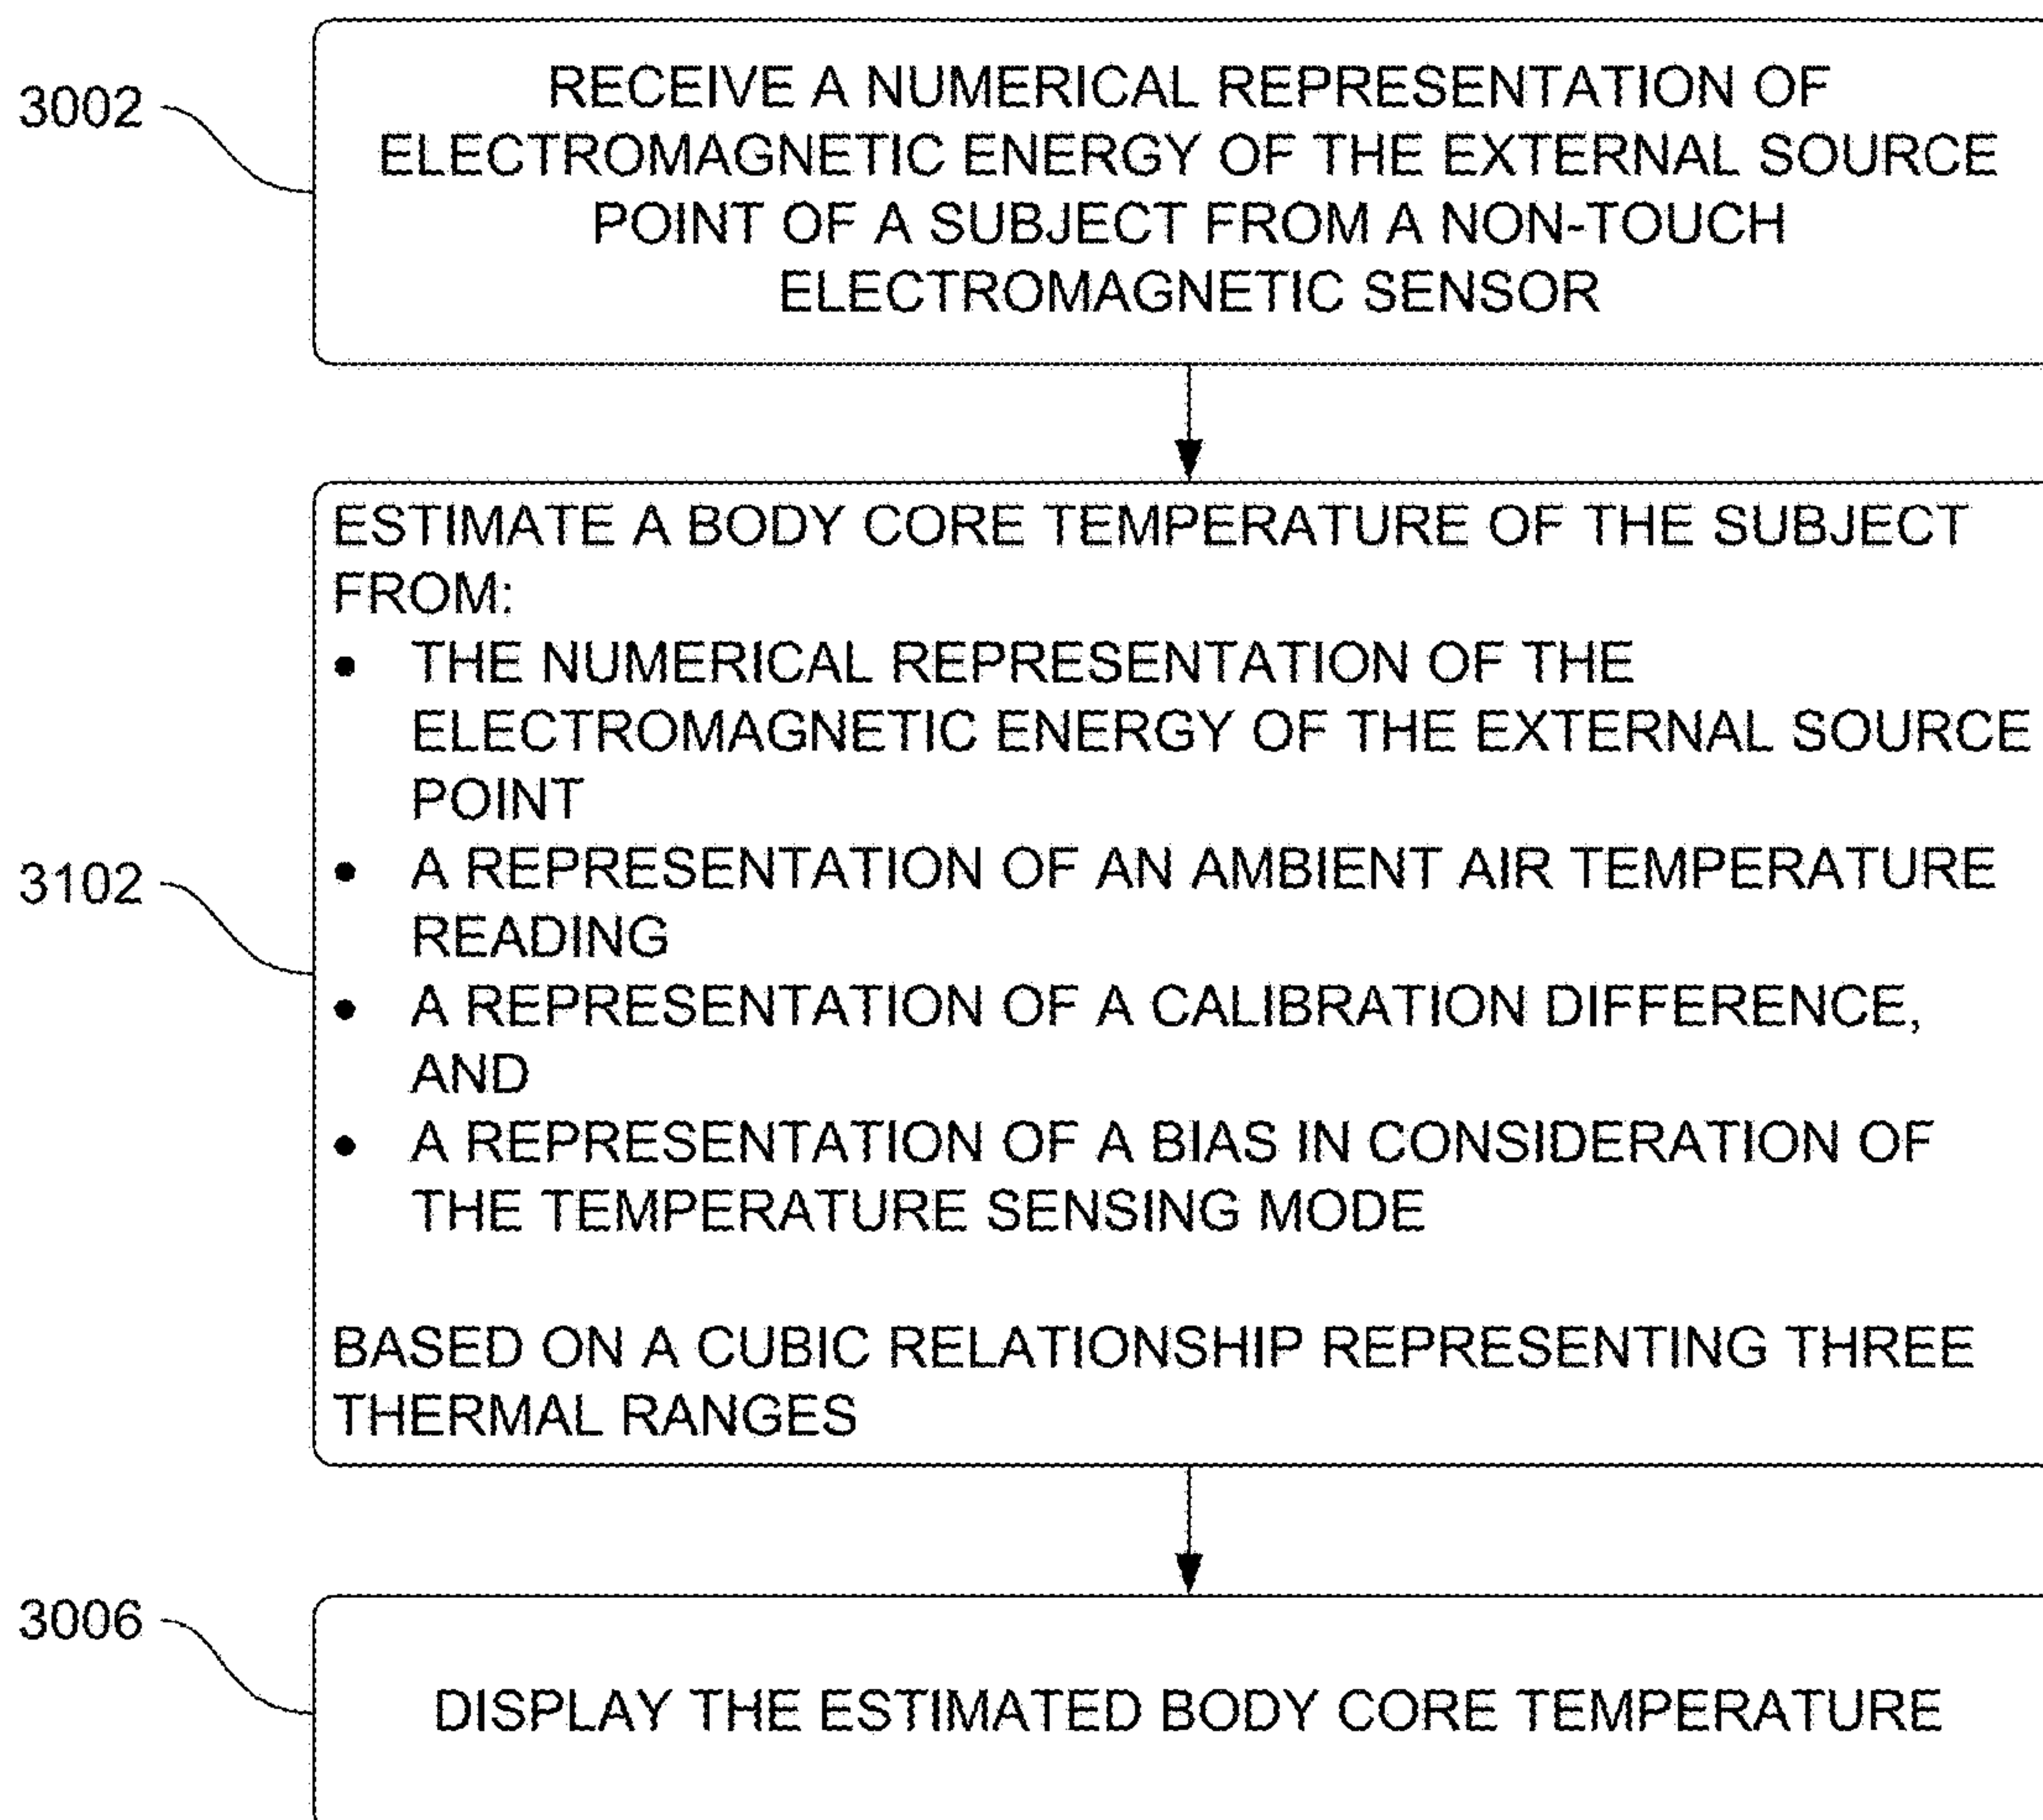 3002
RECEIVE A NUMERICAL REPRESENTATION OF
ELECTROMAGNETIC ENERGY OF THE EXTERNAL SOURCE
POINT OF A SUBJECT FROM A NON-TOUCH
ELECTROMAGNETIC SENSOR
3102
ESTIMATE A BODY CORE TEMPERATURE OF THE SUBJECT
FROM:
• THE NUMERICAL REPRESENTATION OF THE
ELECTROMAGNETIC ENERGY OF THE EXTERNAL SOURCE
POINT
• A REPRESENTATION OF AN AMBIENT AIR TEMPERATURE
READING
• A REPRESENTATION OF A CALIBRATION DIFFERENCE,
AND
• A REPRESENTATION OF A BIAS IN CONSIDERATION OF
THE TEMPERATURE SENSING MODE
BASED ON A CUBIC RELATIONSHIP REPRESENTING THREE
THERMAL RANGES
3006
DISPLAY THE ESTIMATED BODY CORE TEMPERATURE